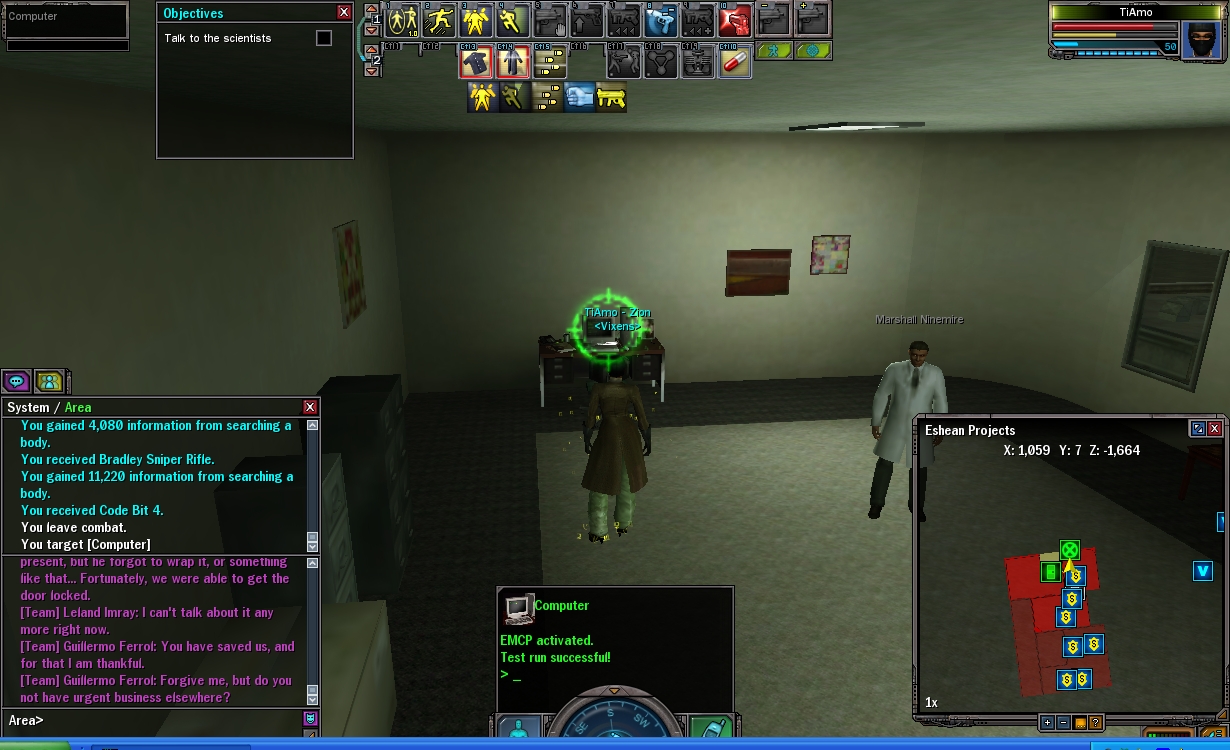 Computer
Objectives
Talk to the scientists
1
2
TiAmo
50
TiAmo - Zion
<Vixens>
Marshall Ninemire
System / Area
You gained 4,080 information from searching a
body.
You received Bradley Sniper Rifle.
You gained 11,220 information from searching a
body.
You received Code Bit 4.
You leave combat.
You target [Computer]
present, but he forgot to wrap it, or something
like that... Fortunately, we were able to get the
door locked.
[Team] Leland Imray: I can't talk about it any
more right now.
[Team] Guillermo Ferrol: You have saved us, and
for that I am thankful.
[Team] Guillermo Ferrol: Forgive me, but do you
not have urgent business elsewhere?
Area>
Computer
EMCP activated.
Test run successful!
> _
SE S SW
Eshean Projects
X: 1,059 Y: 7 Z: -1,664
V
1x